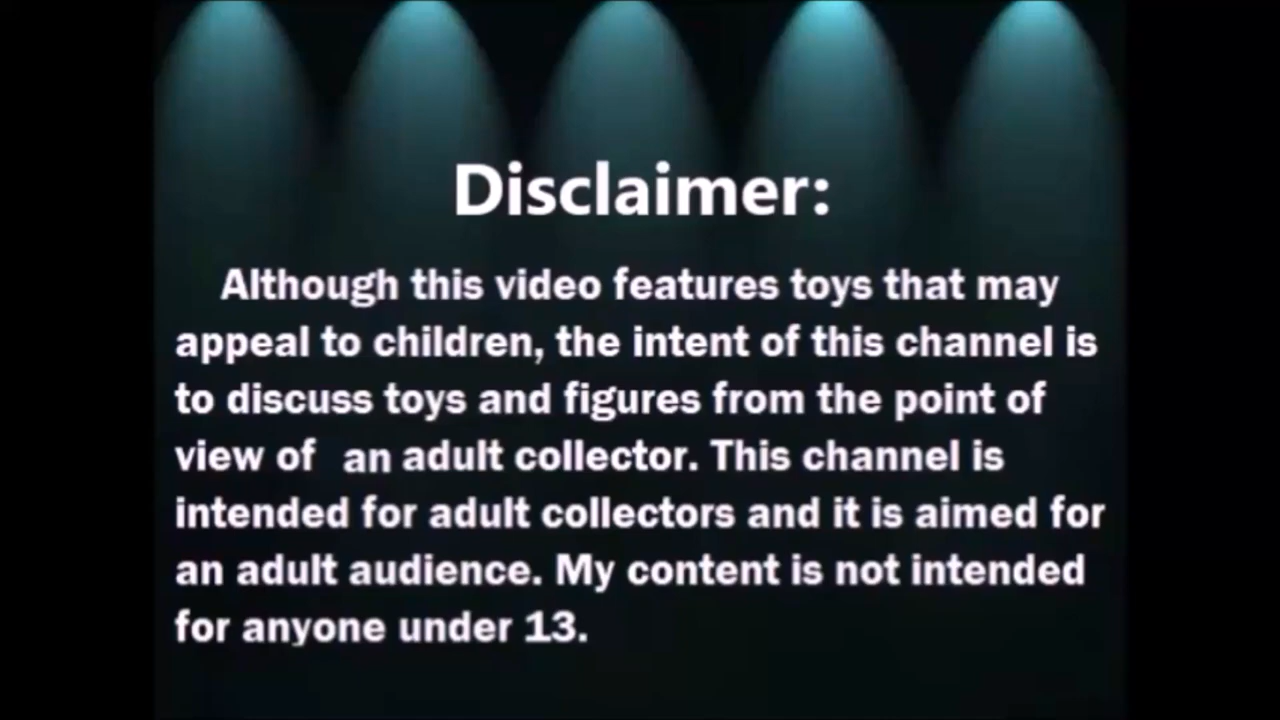 Disclaimer:
Although this video features toys that may
appeal to children, the intent of this channel is
to discuss toys and figures from the point of
view of an adult collector. This channel is
intended for adult collectors and it is aimed for
an adult audience. My content is not intended
for anyone under 13.